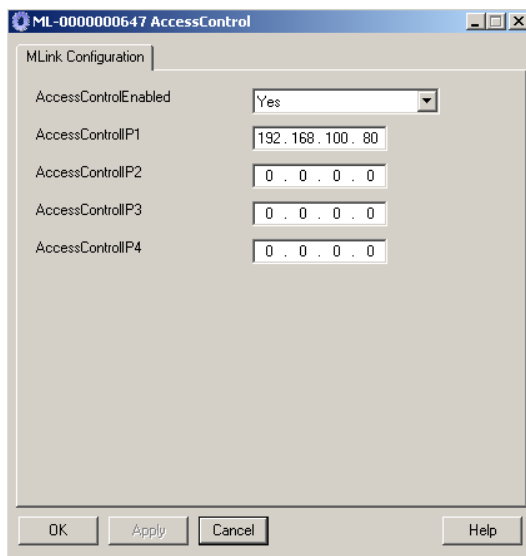 ML-0000000647 AccessControl
MLink Configuration
AccessControlEnabled Yes
AccessControlIP1 192.168.100.80
AccessControlIP2 0.0.0.0
AccessControlIP3 0.0.0.0
AccessControlIP4 0.0.0.0
OK Apply Cancel Help